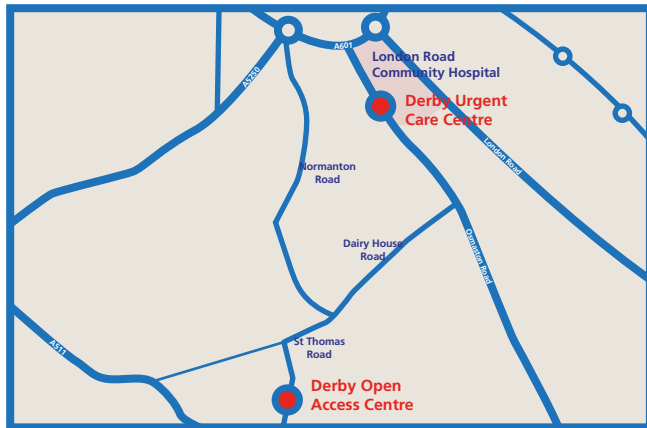 A601
London Road
Community Hospital
A5250
Derby Urgent
Care Centre
London Road
Normanton
Road
Osmaston Road
Dairy House
Road
A511
St Thomas
Road
Derby Open
Access Centre